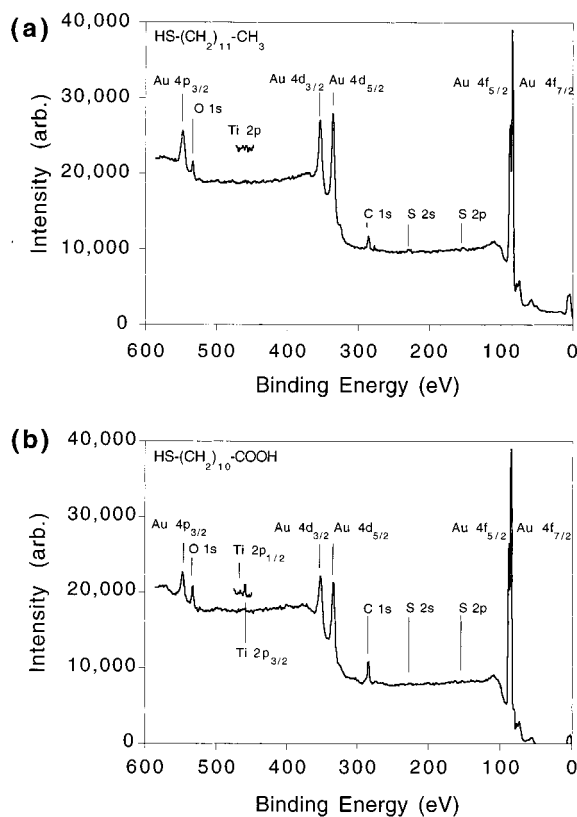 (a)
40,000
HS-(CH2)11-CH3
Au 4p3/2
Au 4d3/2 Au 4d5/2
Au 4f5/2 Au 4f7/2
30,000
O 1s
Ti 2p
20,000
C 1s
S 2s
S 2p
10,000
0
Intensity (arb.)
600 500 400 300 200 100 0
Binding Energy (eV)
(b)
40,000
HS-(CH2)10-COOH
30,000
Au 4p3/2
Au 4d3/2 Au 4d5/2
Au 4f5/2 Au 4f7/2
O 1s
Ti 2p1/2
20,000
C 1s
S 2s
S 2p
Ti 2p3/2
10,000
0
Intensity (arb.)
600 500 400 300 200 100 0
Binding Energy (eV)